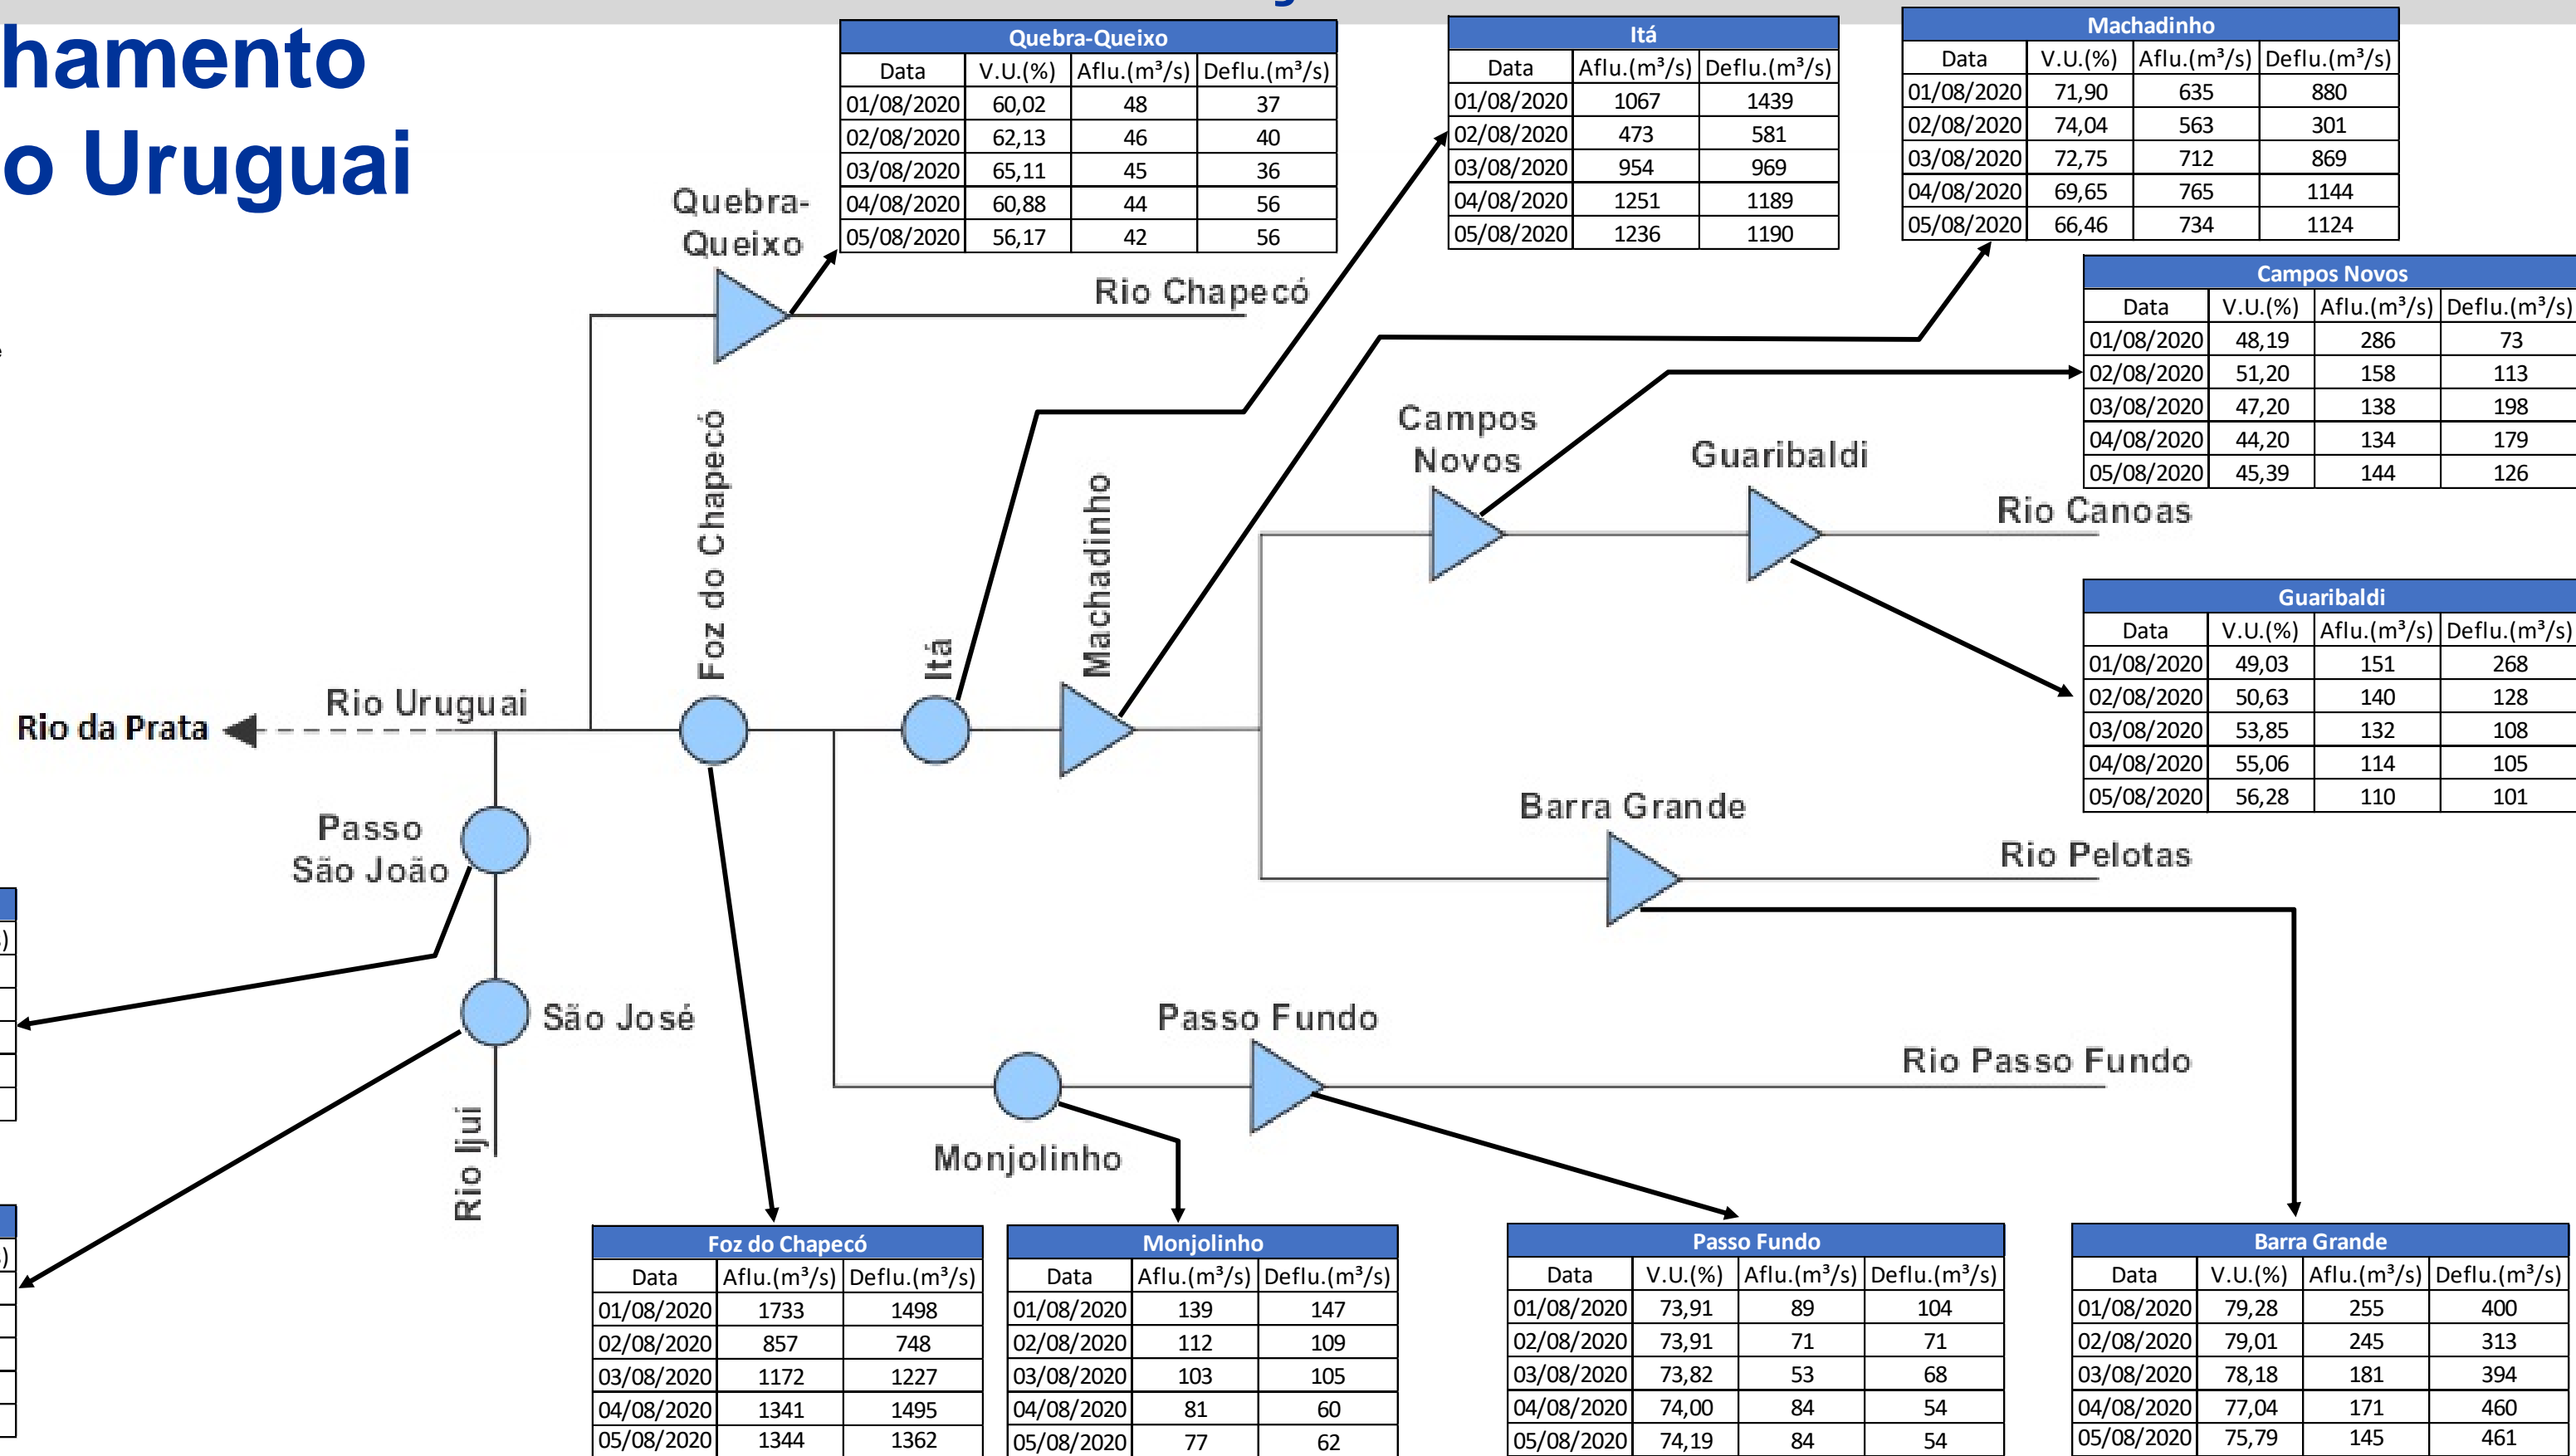 hamento
o Uruguai
Quebra-Queixo
Data V.U.(%) Aflu.(m³/s) Deflu.(m³/s)
01/08/2020 60,02 48 37
02/08/2020 62,13 46 40
03/08/2020 65,11 45 36
04/08/2020 60,88 44 56
05/08/2020 56,17 42 56
Itá
Data Aflu.(m³/s) Deflu.(m³/s)
01/08/2020 1067 1439
02/08/2020 473 581
03/08/2020 954 969
04/08/2020 1251 1189
05/08/2020 1236 1190
Machadinho
Data V.U.(%) Aflu.(m³/s) Deflu.(m³/s)
01/08/2020 71,90 635 880
02/08/2020 74,04 563 301
03/08/2020 72,75 712 869
04/08/2020 69,65 765 1144
05/08/2020 66,46 734 1124
Campos Novos
Data V.U.(%) Aflu.(m³/s) Deflu.(m³/s)
01/08/2020 48,19 286 73
02/08/2020 51,20 158 113
03/08/2020 47,20 138 198
04/08/2020 44,20 134 179
05/08/2020 45,39 144 126
Quebra-
Queixo
Rio Chapecó
Foz do Chapecó
Itá
Machadinho
Campos
Novos
Guaribaldi
Rio Canoas
Guaribaldi
Data V.U.(%) Aflu.(m³/s) Deflu.(m³/s)
01/08/2020 49,03 151 268
02/08/2020 50,63 140 128
03/08/2020 53,85 132 108
04/08/2020 55,06 114 105
05/08/2020 56,28 110 101
Rio da Prata
Rio Uruguai
Passo
São João
São José
Rio Ijui
Barra Grande
Rio Pelotas
Passo Fundo
Rio Passo Fundo
Monjolinho
Foz do Chapecó
Data Aflu.(m³/s) Deflu.(m³/s)
01/08/2020 1733 1498
02/08/2020 857 748
03/08/2020 1172 1227
04/08/2020 1341 1495
05/08/2020 1344 1362
Monjolinho
Data Aflu.(m³/s) Deflu.(m³/s)
01/08/2020 139 147
02/08/2020 112 109
03/08/2020 103 105
04/08/2020 81 60
05/08/2020 77 62
Passo Fundo
Data V.U.(%) Aflu.(m³/s) Deflu.(m³/s)
01/08/2020 73,91 89 104
02/08/2020 73,91 71 71
03/08/2020 73,82 53 68
04/08/2020 74,00 84 54
05/08/2020 74,19 84 54
Barra Grande
Data V.U.(%) Aflu.(m³/s) Deflu.(m³/s)
01/08/2020 79,28 255 400
02/08/2020 79,01 245 313
03/08/2020 78,18 181 394
04/08/2020 77,04 171 460
05/08/2020 75,79 145 461